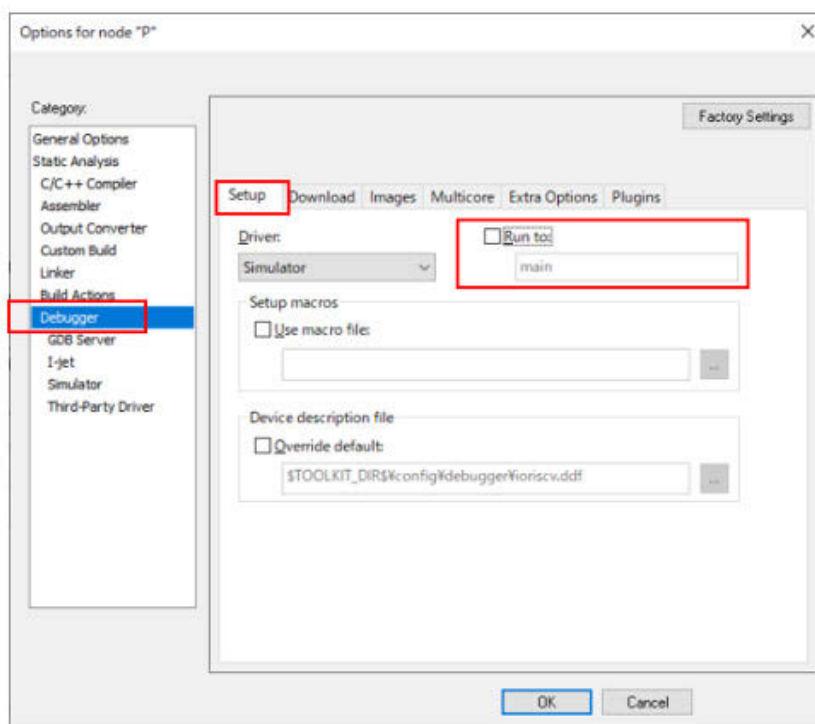 Options for node "P"
Category:
Factory Settings
General Options
Static Analysis
C/C++ Compiler
Assembler
Output Converter
Custom Build
Linker
Build Actions
Debugger
GDB Server
I-jet
Simulator
Third-Party Driver
Setup Download Images Multicore Extra Options Plugins
Driver:
Run to:
Simulator
main
Setup macros
Use macro file:
...
Device description file
Override default:
$TOOLKIT_DIR$¥config¥debugger¥ioriscv.ddf
...
OK Cancel